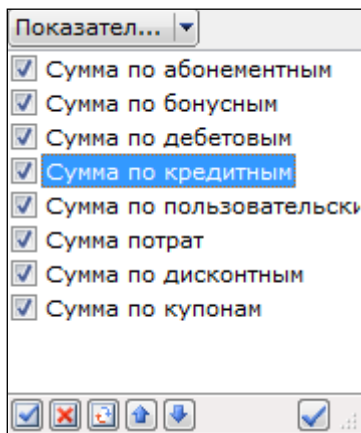 Показател...
Сумма по абонементным
Сумма по бонусным
Сумма по дебетовым
Сумма по кредитным
Сумма по пользовательски
Сумма потрат
Сумма по дисконтным
Сумма по купонам